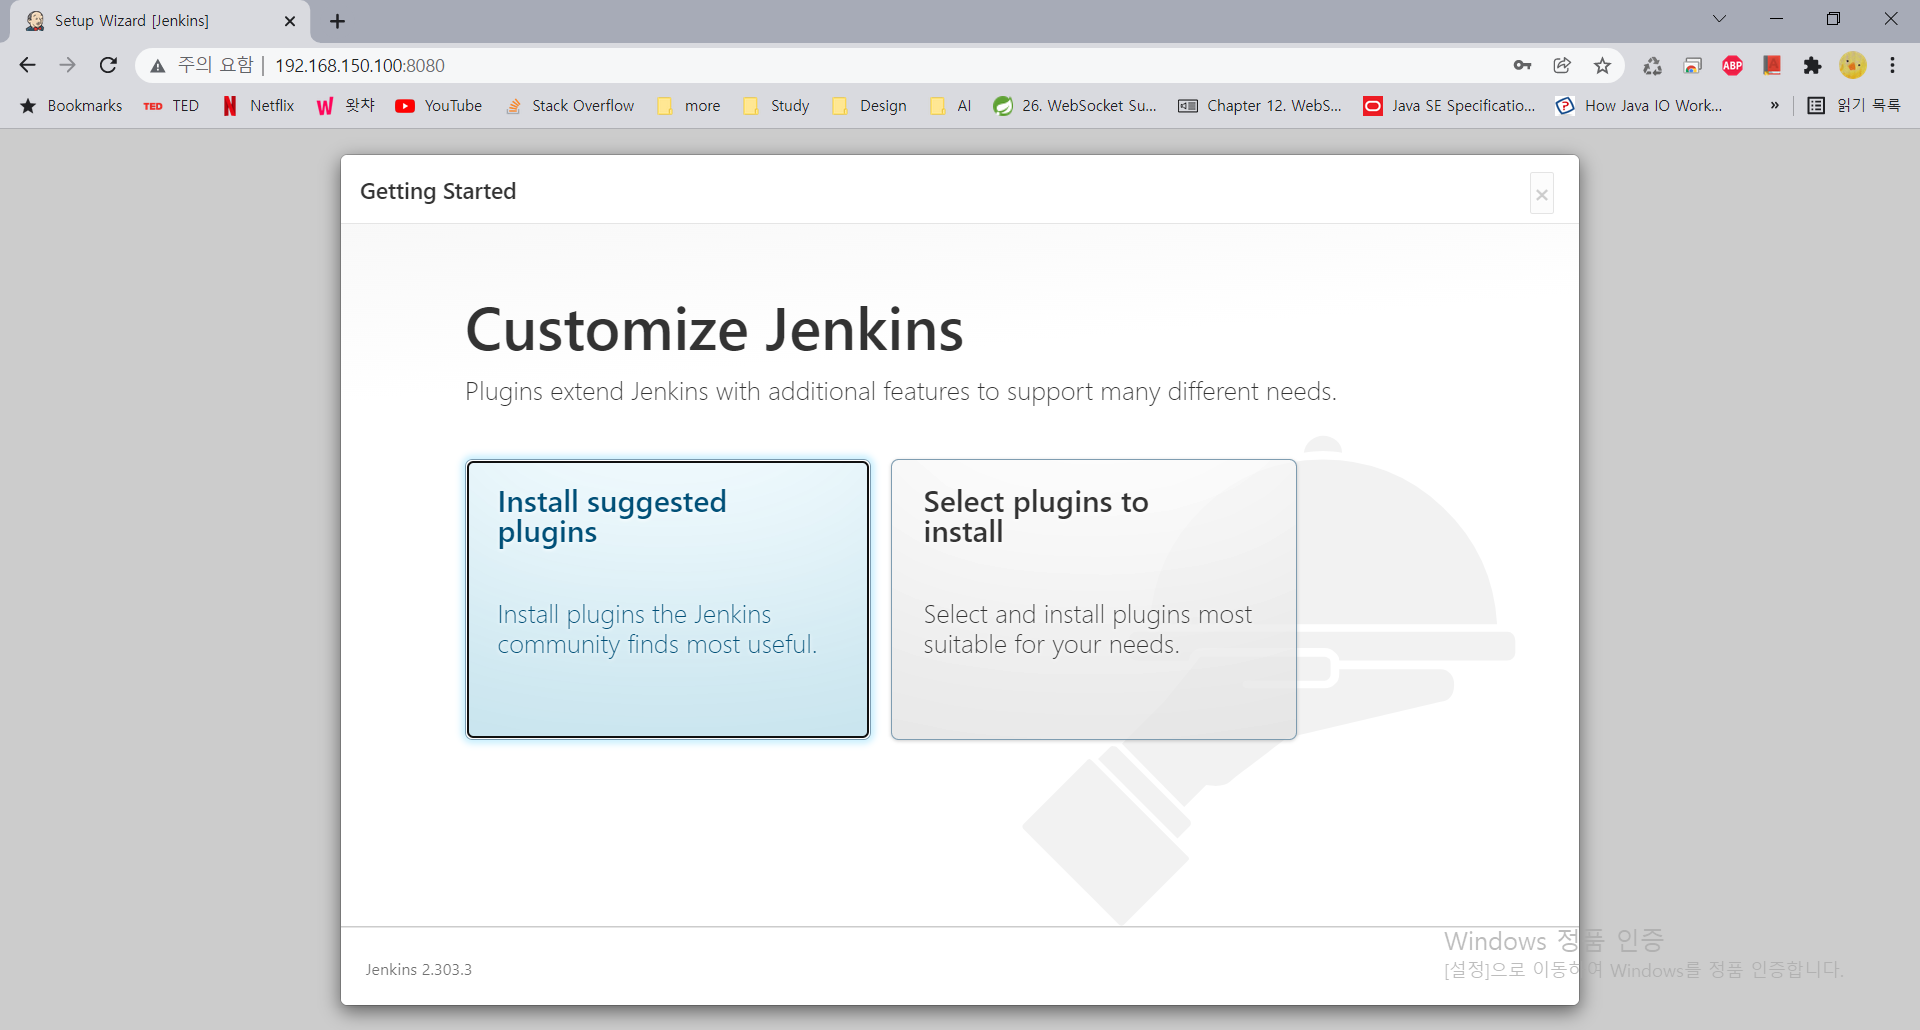 Setup Wizard [Jenkins]
주의 요함 | 192.168.150.100:8080
ABP
Bookmarks TED TED Netflix 왓챠 YouTube Stack Overflow more Study Design AI 26. WebSocket Su... Chapter 12. WebS... Java SE Specificatio... How Java IO Work... » 읽기 목록
Getting Started
×
Customize Jenkins
Plugins extend Jenkins with additional features to support many different needs.
Install suggested
plugins
Install plugins the Jenkins
community finds most useful.
Select plugins to
install
Select and install plugins most
suitable for your needs.
Jenkins 2.303.3
Windows 정품 인증
[설정]으로 이동하여 Windows를 정품 인증합니다.